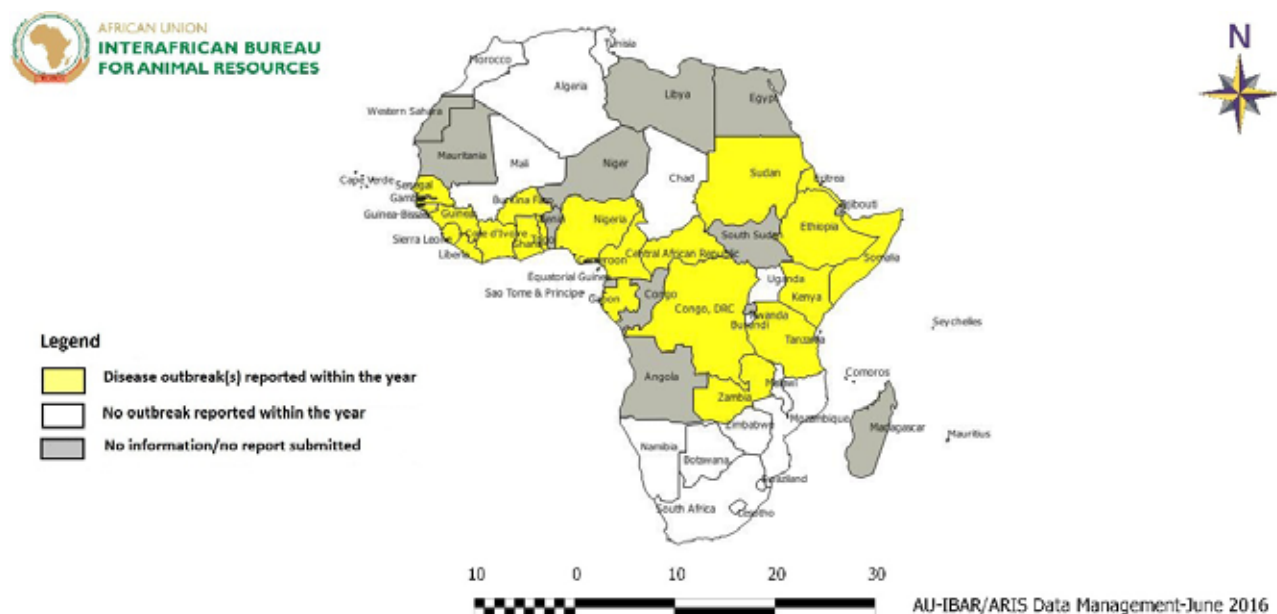 AFRICAN UNION
INTERAFRICAN BUREAU
FOR ANIMAL RESOURCES
N
Tunisia
Morocco
Algeria
Libya
Egypt
Western Sahara
Mauritania
Mali
Niger
Chad
Sudan
Eritrea
Cape Verde
Senegal
Gambia
Burkina Faso
Djibouti
Guinea-Bissau
Guinea
Benin
Nigeria
South Sudan
Ethiopia
Sierra Leone
Cote d'Ivoire
Ghana
Togo
Central African Republic
Somalia
Liberia
Cameroon
Equatorial Guinea
Uganda
Sao Tome & Principe
Gabon
Congo
Congo, DRC
Kenya
Rwanda
Burundi
Seychelles
Tanzania
Angola
Malawi
Comoros
Zambia
Mozambique
Zimbabwe
Madagascar
Mauritius
Namibia
Botswana
Swaziland
South Africa
Lesotho
Legend
Disease outbreak(s) reported within the year
No outbreak reported within the year
No information/no report submitted
10 0 10 20 30
AU-IBAR/ARIS Data Management-June 2016